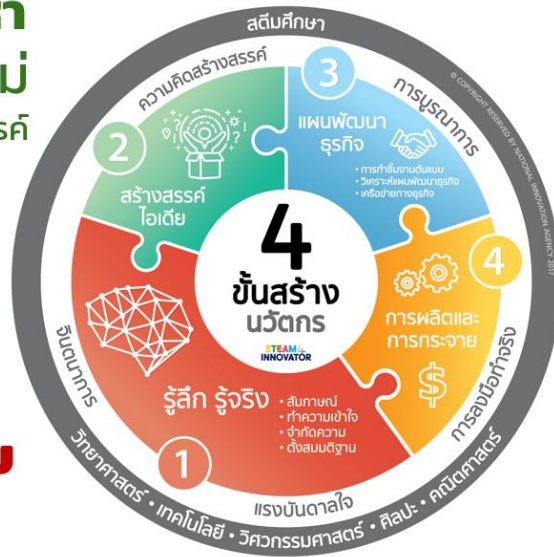 ม่
รค์
สตีมศึกษา
ความคิดสร้างสรรค์
การบูรณาการ
© COPYRIGHT RESERVED BY NATIONAL INNOVATION AGENCY 2017
2
สร้างสรรค์
ไอเดีย
3
แผนพัฒนา
ธุรกิจ
• การทำชิ้นงานต้นแบบ
• วิเคราะห์แผนพัฒนาธุรกิจ
• เครือข่ายทางธุรกิจ
4
ขั้นสร้าง
นวัตกร
STEAM4
INNOVATOR
4
การผลิตและ
การกระจาย
$
การลงมือทำจริง
จินตนาการ
รู้ลึก รู้จริง
• สัมภาษณ์
• ทำความเข้าใจ
• จำกัดความ
• ตั้งสมมติฐาน
1
แรงบันดาลใจ
วิทยาศาสตร์ • เทคโนโลยี • วิศวกรรมศาสตร์ • ศิลปะ • คณิตศาสตร์